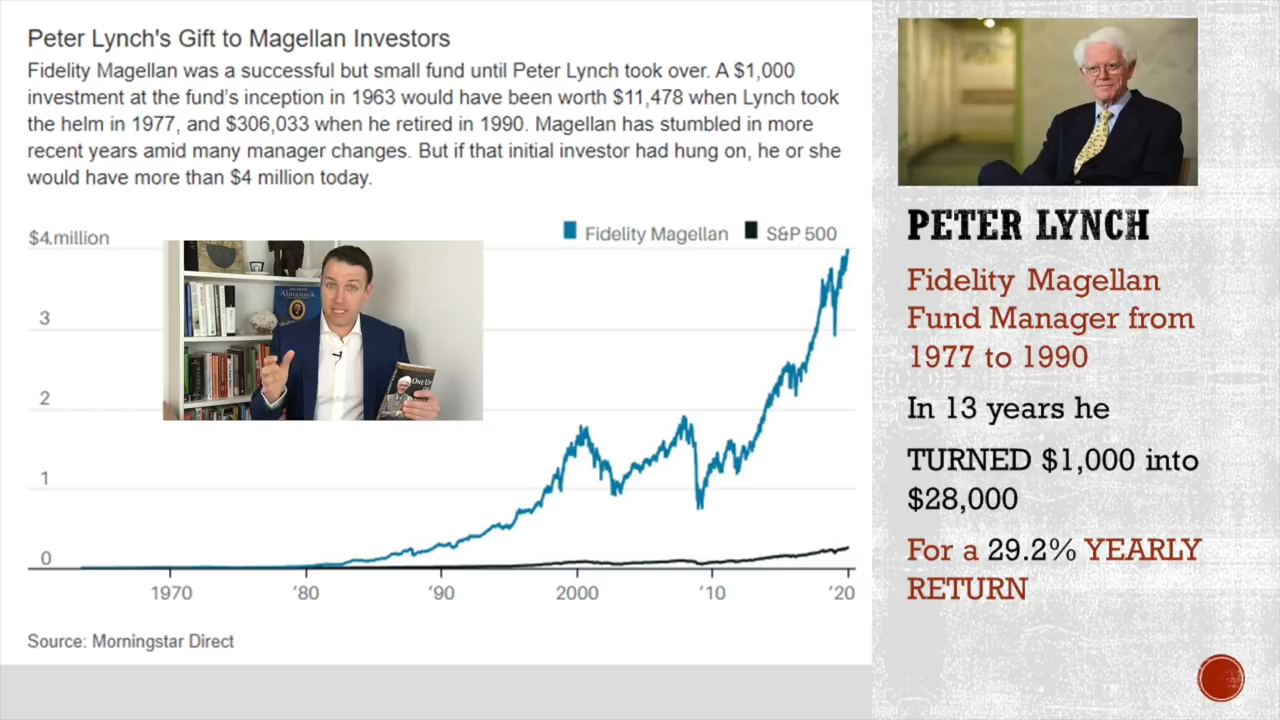 Peter Lynch's Gift to Magellan Investors
Fidelity Magellan was a successful but small fund until Peter Lynch took over. A $1,000
investment at the fund's inception in 1963 would have been worth $11,478 when Lynch took
the helm in 1977, and $306,033 when he retired in 1990. Magellan has stumbled in more
recent years amid many manager changes. But if that initial investor had hung on, he or she
would have more than $4 million today.
$4.million
Fidelity Magellan
S&P 500
Almanack
ONE UP
3
2
1
0
1970
'80
'90
2000
'10
'20
Source: Morningstar Direct
PETER LYNCH
Fidelity Magellan
Fund Manager from
1977 to 1990
In 13 years he
TURNED $1,000 into
$28,000
For a 29.2% YEARLY
RETURN